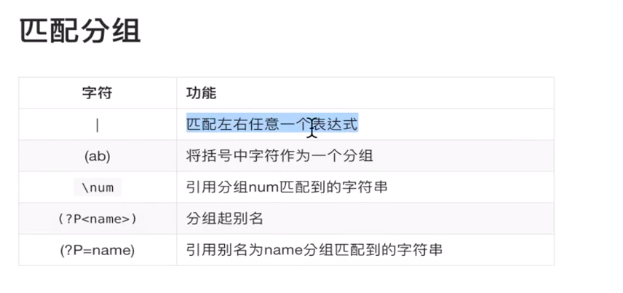 匹配分组
字符 功能
| 匹配左右任意一个表达式
(ab) 将括号中字符作为一个分组
\num 引用分组num匹配到的字符串
(?P<name>) 分组起别名
(?P=name) 引用别名为name分组匹配到的字符串